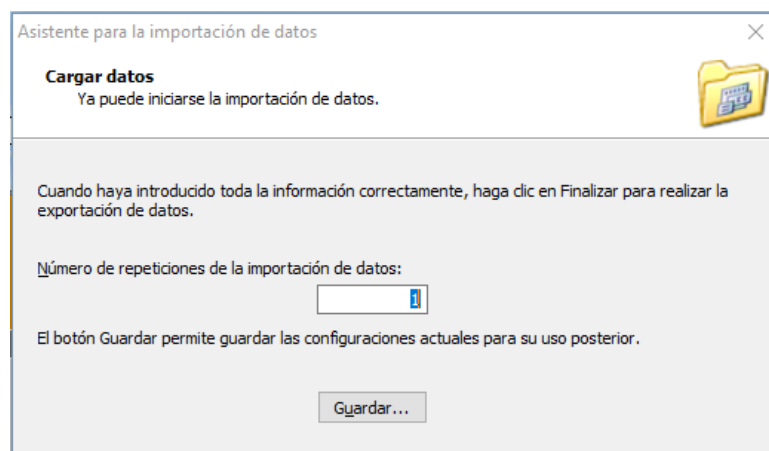 Asistente para la importación de datos
Cargar datos
Ya puede iniciarse la importación de datos.
Cuando haya introducido toda la información correctamente, haga clic en Finalizar para realizar la
exportación de datos.
Número de repeticiones de la importación de datos:
1
El botón Guardar permite guardar las configuraciones actuales para su uso posterior.
Guardar...